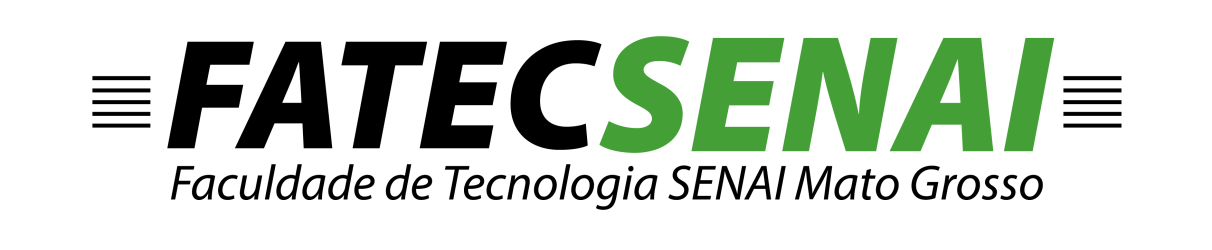 FATECSENAI
Faculdade de Tecnologia SENAI Mato Grosso